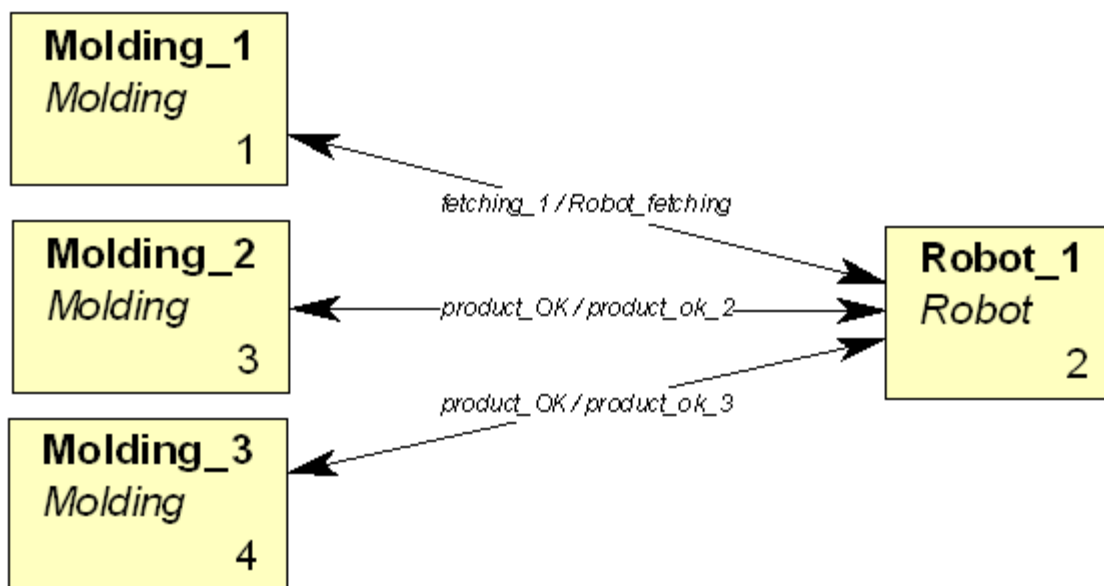 Molding_1
Molding
1
fetching_1 / Robot_fetching
Molding_2
Molding
3
product_OK / product_ok_2
Robot_1
Robot
2
product_OK / product_ok_3
Molding_3
Molding
4